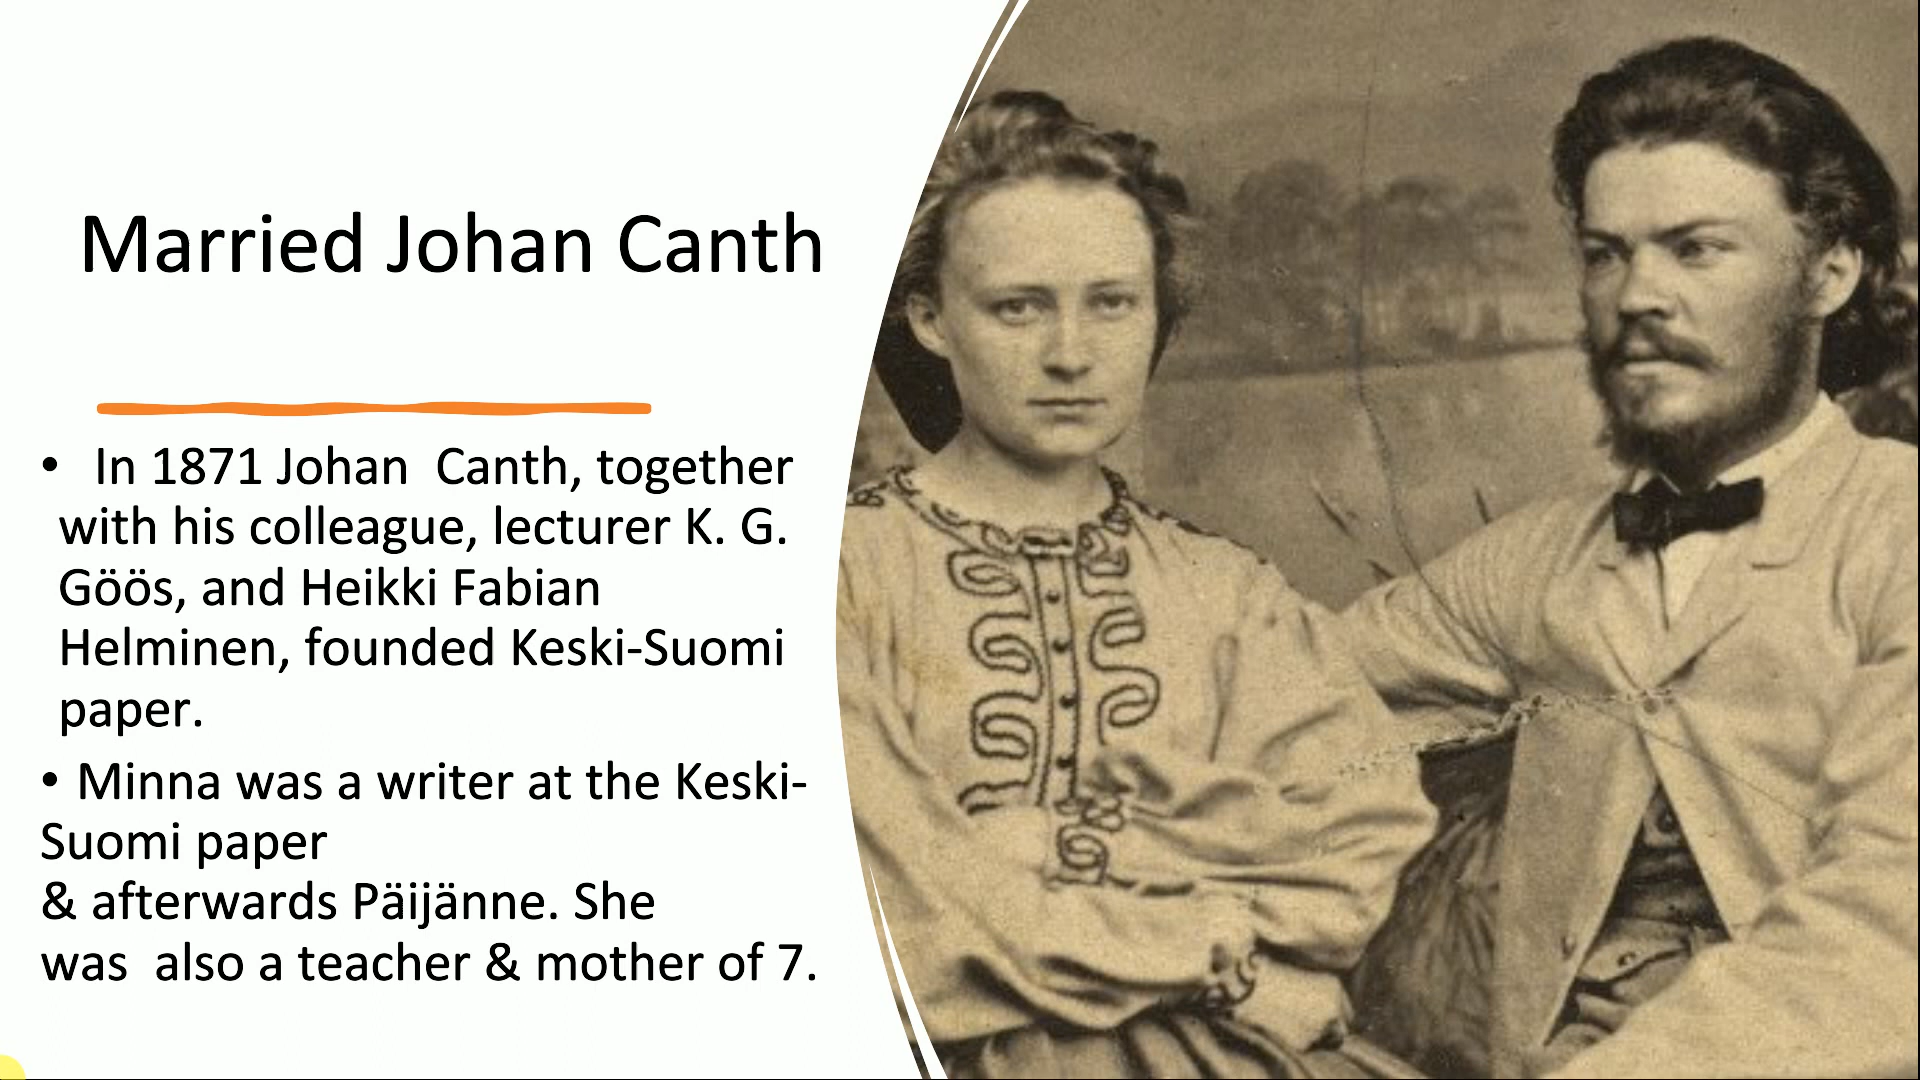 Married Johan Canth
• In 1871 Johan Canth, together
with his colleague, lecturer K. G.
Göös, and Heikki Fabian
Helminen, founded Keski-Suomi
paper.
• Minna was a writer at the Keski-
Suomi paper
& afterwards Päijänne. She
was also a teacher & mother of 7.